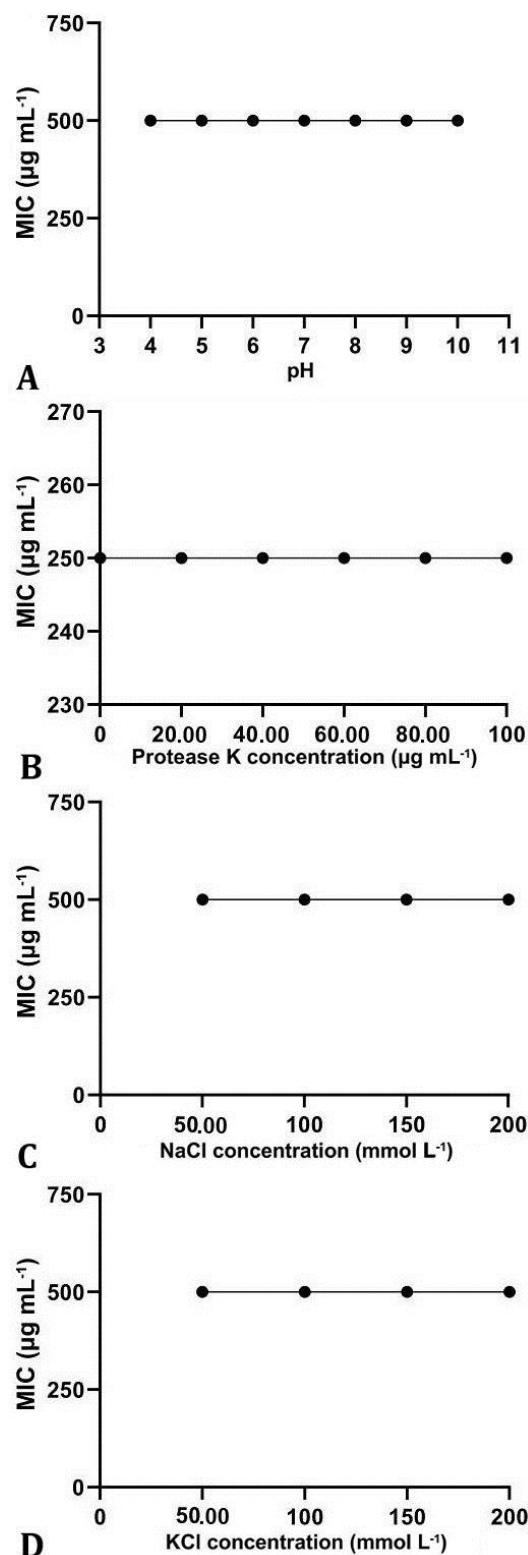 750
500
250
0
MIC (µg mL⁻¹)
3 4 5 6 7 8 9 10 11
pH
A
270
260
250
240
230
MIC (µg mL⁻¹)
0 20.00 40.00 60.00 80.00 100
Protease K concentration (µg mL⁻¹)
B
750
500
250
0
MIC (µg mL⁻¹)
0 50.00 100 150 200
NaCl concentration (mmol L⁻¹)
C
750
500
250
0
MIC (µg mL⁻¹)
0 50.00 100 150 200
KCl concentration (mmol L⁻¹)
D